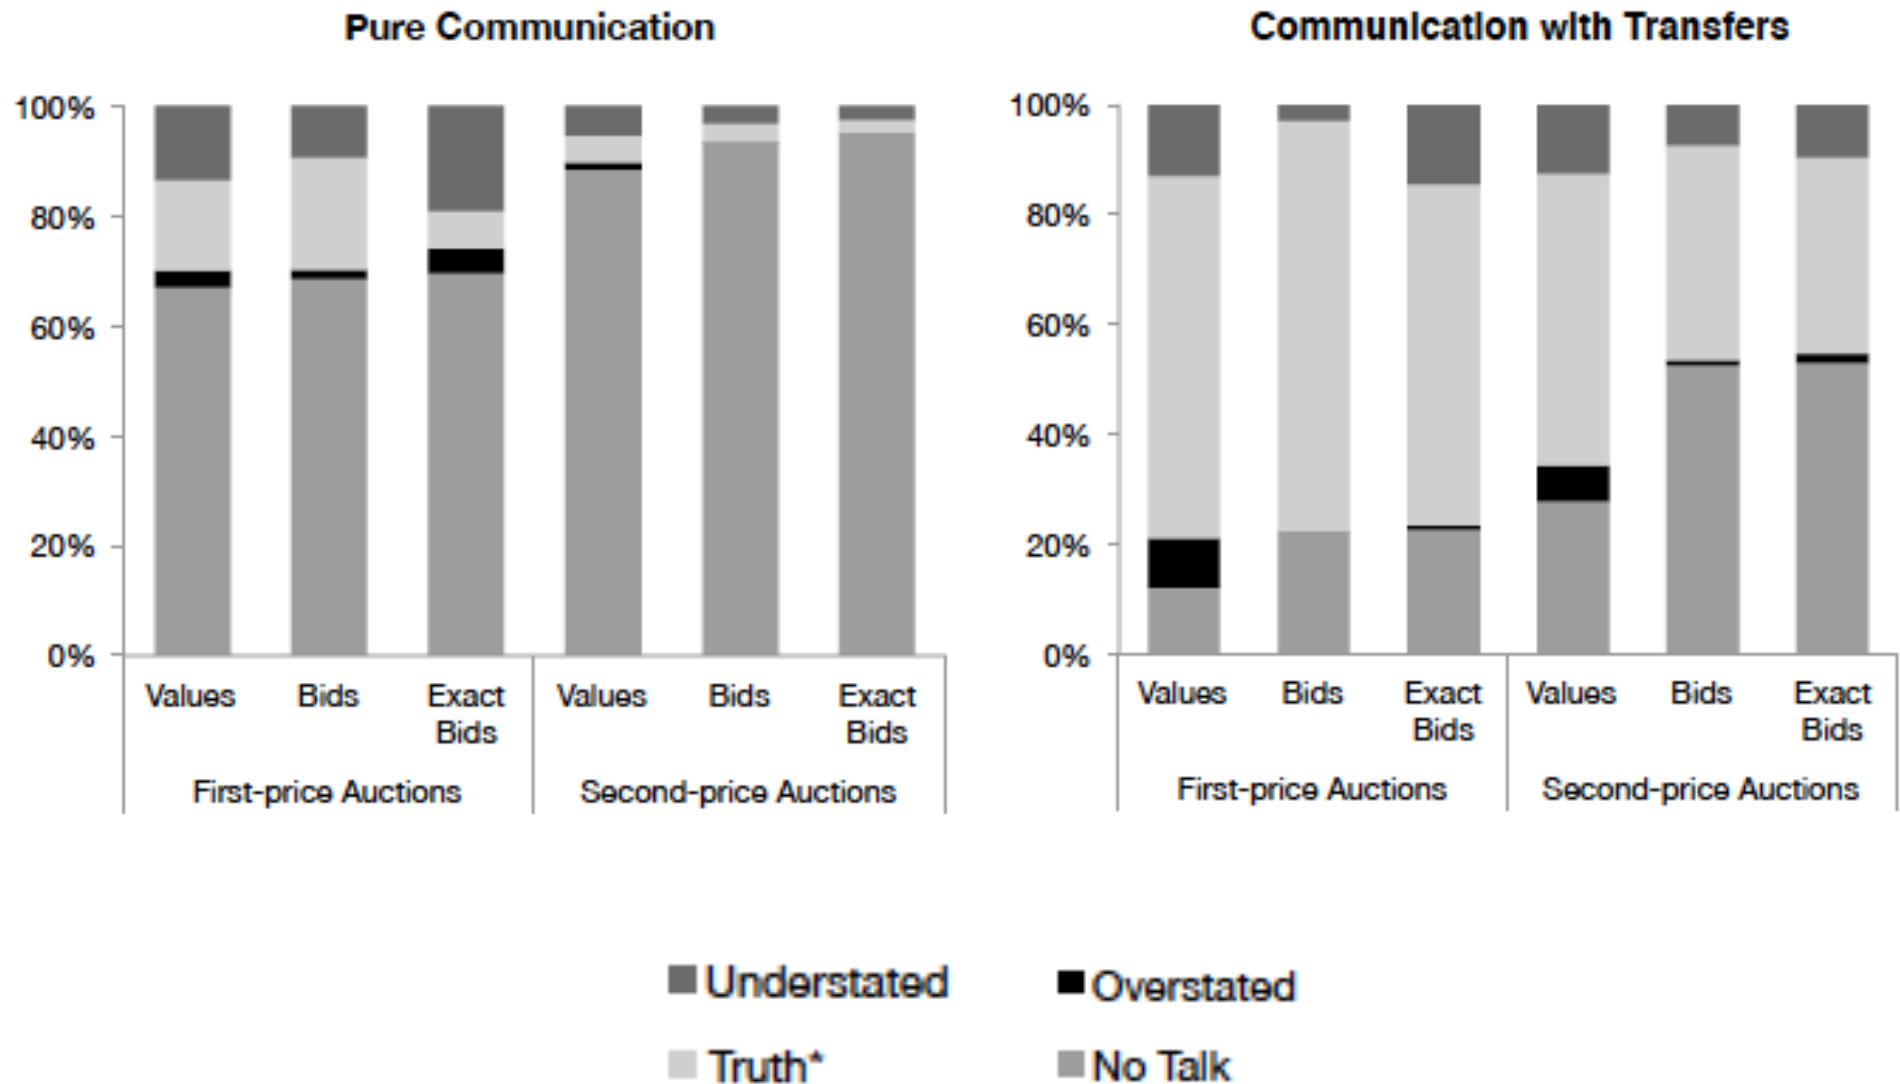 Pure Communication
100%
80%
60%
40%
20%
0%
Values Bids Exact Bids Values Bids Exact Bids
First-price Auctions Second-price Auctions
Communication with Transfers
100%
80%
60%
40%
20%
0%
Values Bids Exact Bids Values Bids Exact Bids
First-price Auctions Second-price Auctions
Understated Overstated
Truth* No Talk